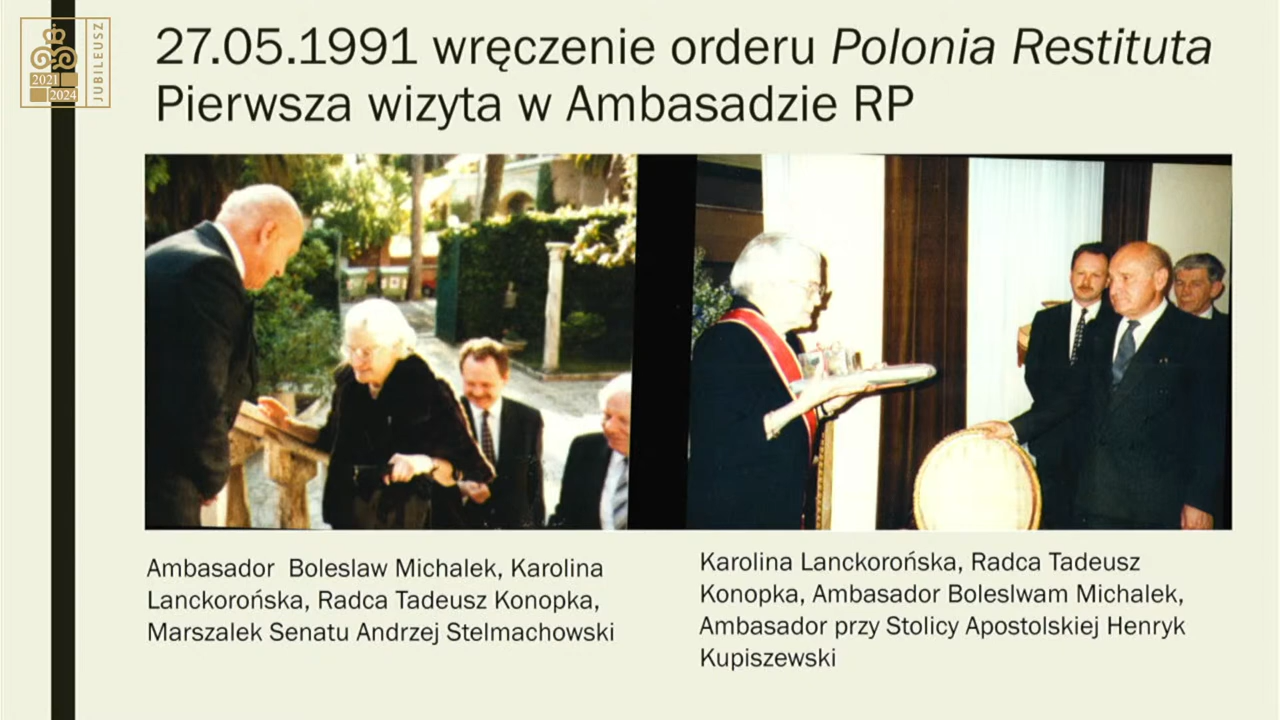 2021
2024
JUBILEUSZ
27.05.1991 wręczenie orderu Polonia Restituta
Pierwsza wizyta w Ambasadzie RP
Ambasador Boleslaw Michalek, Karolina
Lanckorońska, Radca Tadeusz Konopka,
Marszalek Senatu Andrzej Stelmachowski
Karolina Lanckorońska, Radca Tadeusz
Konopka, Ambasador Boleslwam Michalek,
Ambasador przy Stolicy Apostolskiej Henryk
Kupiszewski